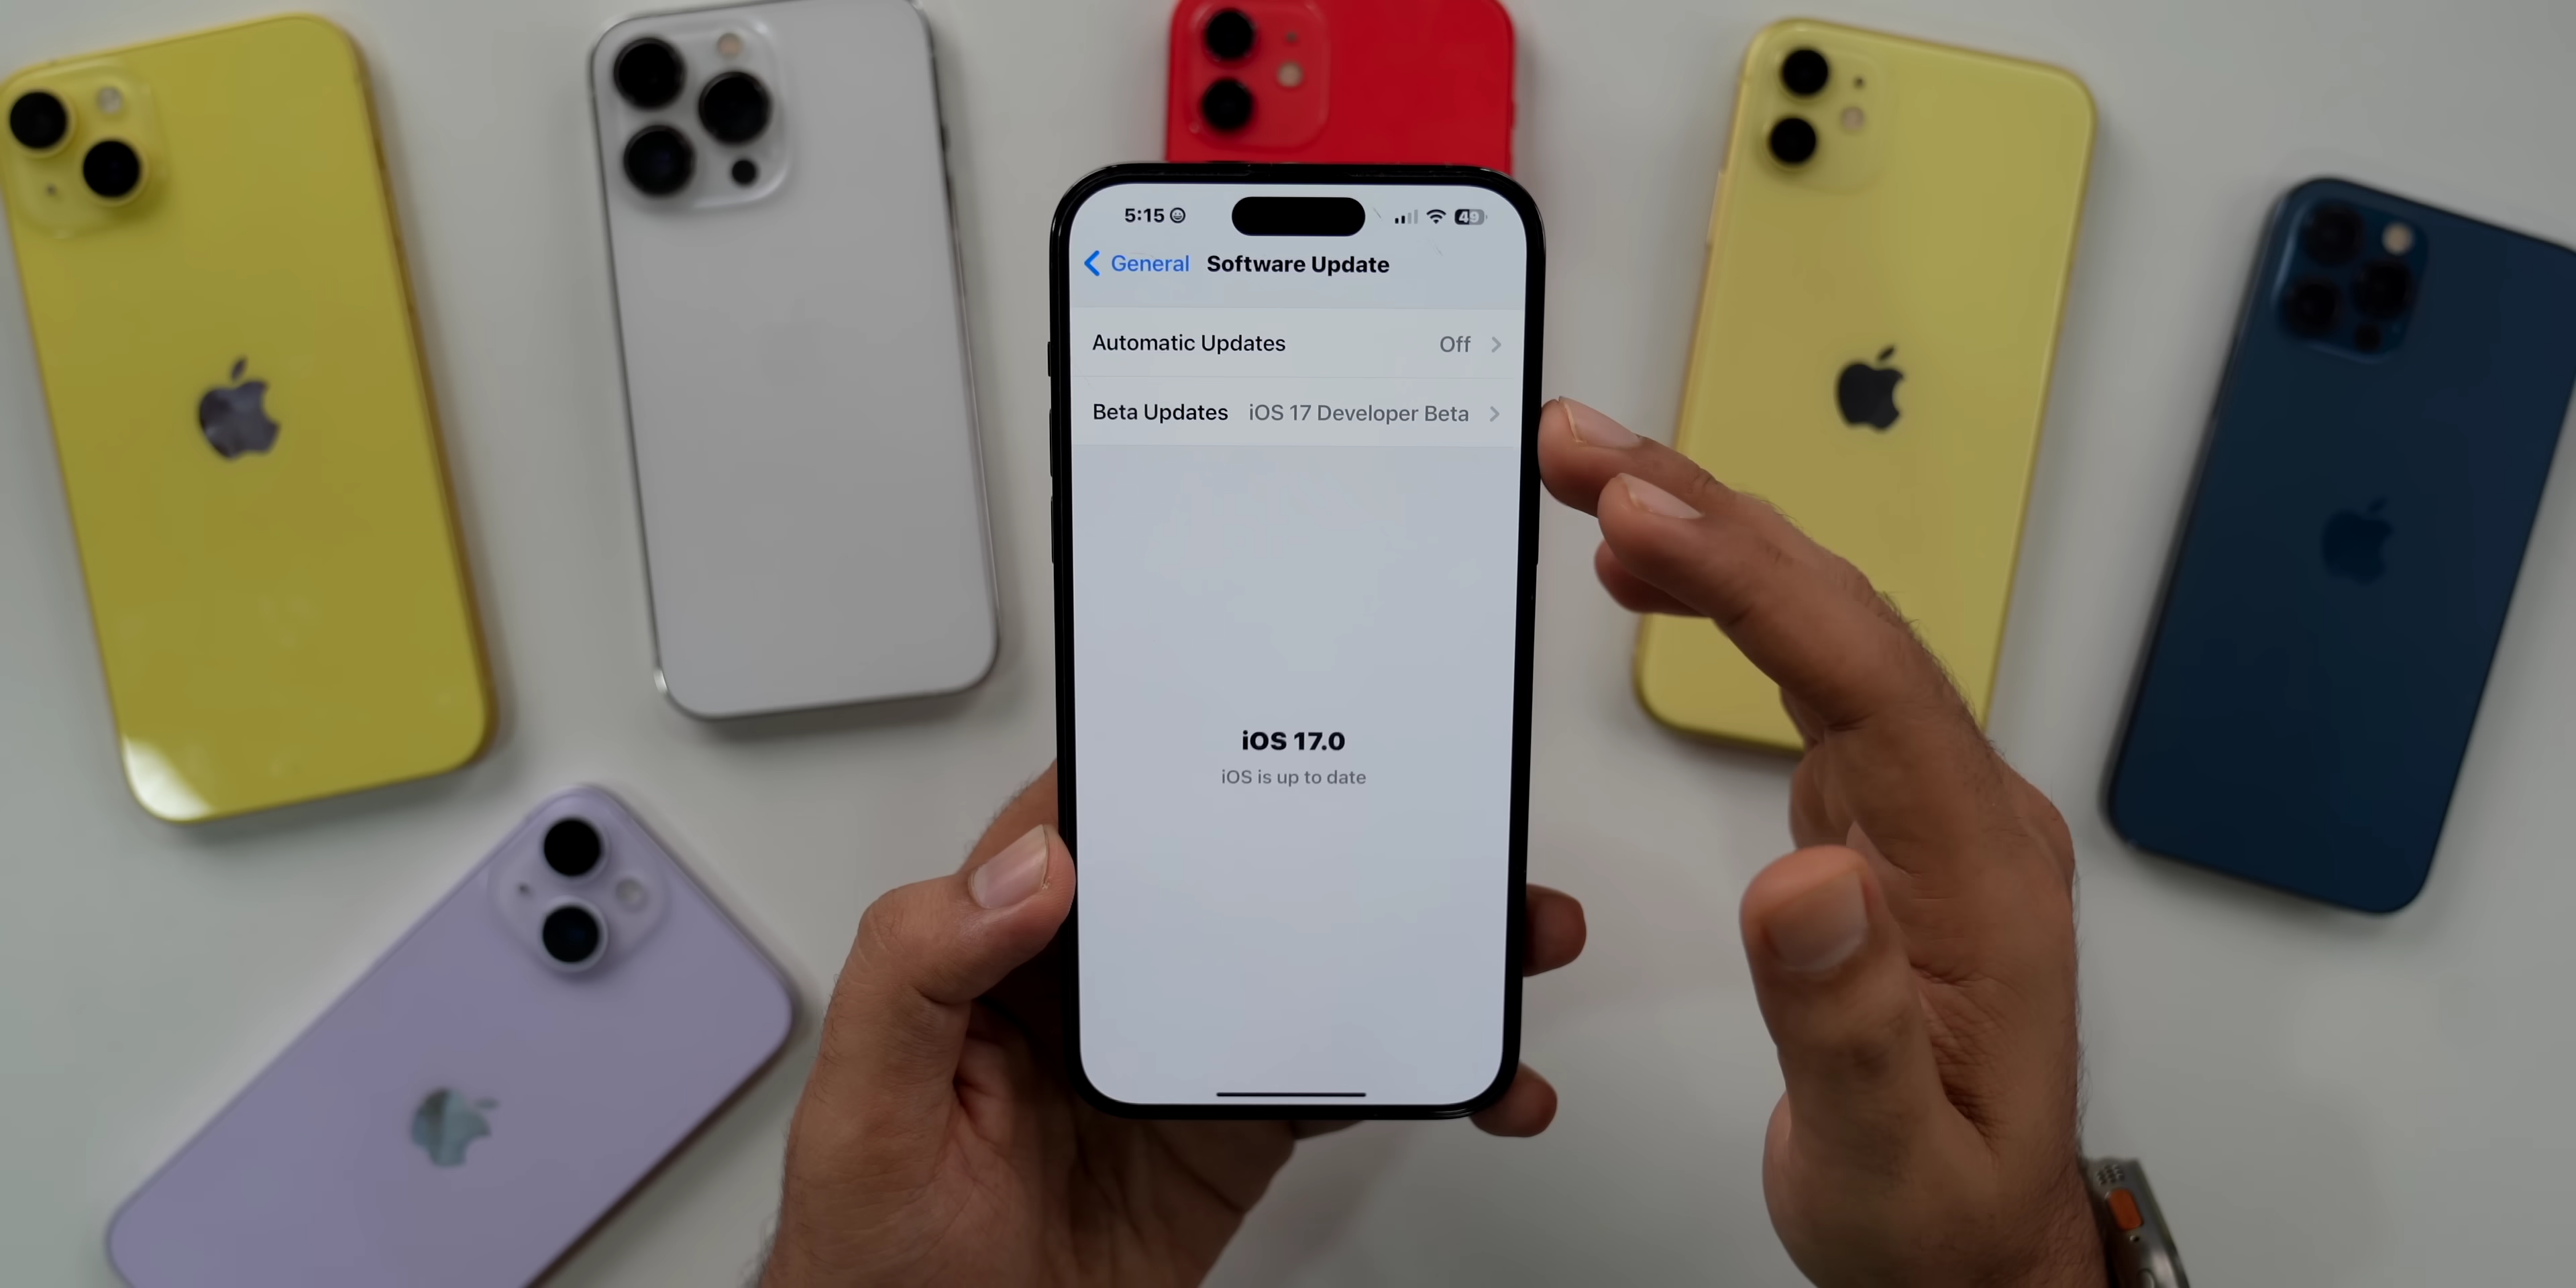 5:15
49
General Software Update
Automatic Updates Off
Beta Updates iOS 17 Developer Beta
iOS 17.0
iOS is up to date